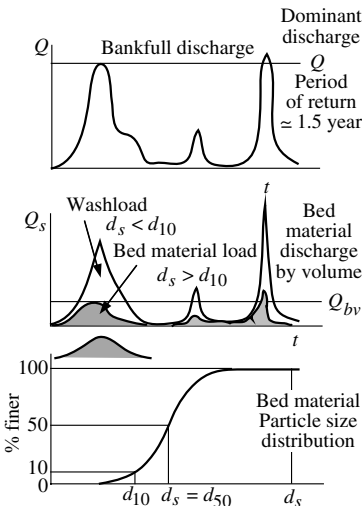 Dominant
discharge
Q
Bankfull discharge
Q
Period
of return
≃ 1.5 year
t
Q_s
Washload
d_s < d_10
Bed material load
d_s > d_10
Bed
material
discharge
by volume
Q_bv
t
100
% finer
50
10
0
Bed material
Particle size
distribution
d_10
d_s = d_50
d_s